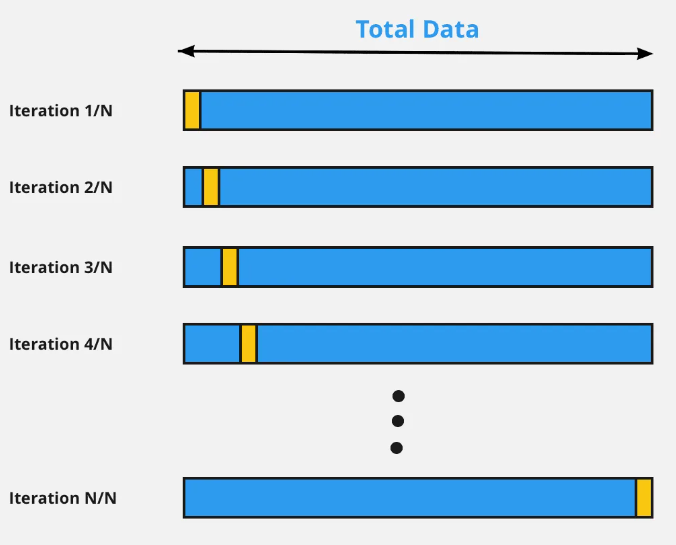 Total Data
Iteration 1/N
Iteration 2/N
Iteration 3/N
Iteration 4/N
Iteration N/N